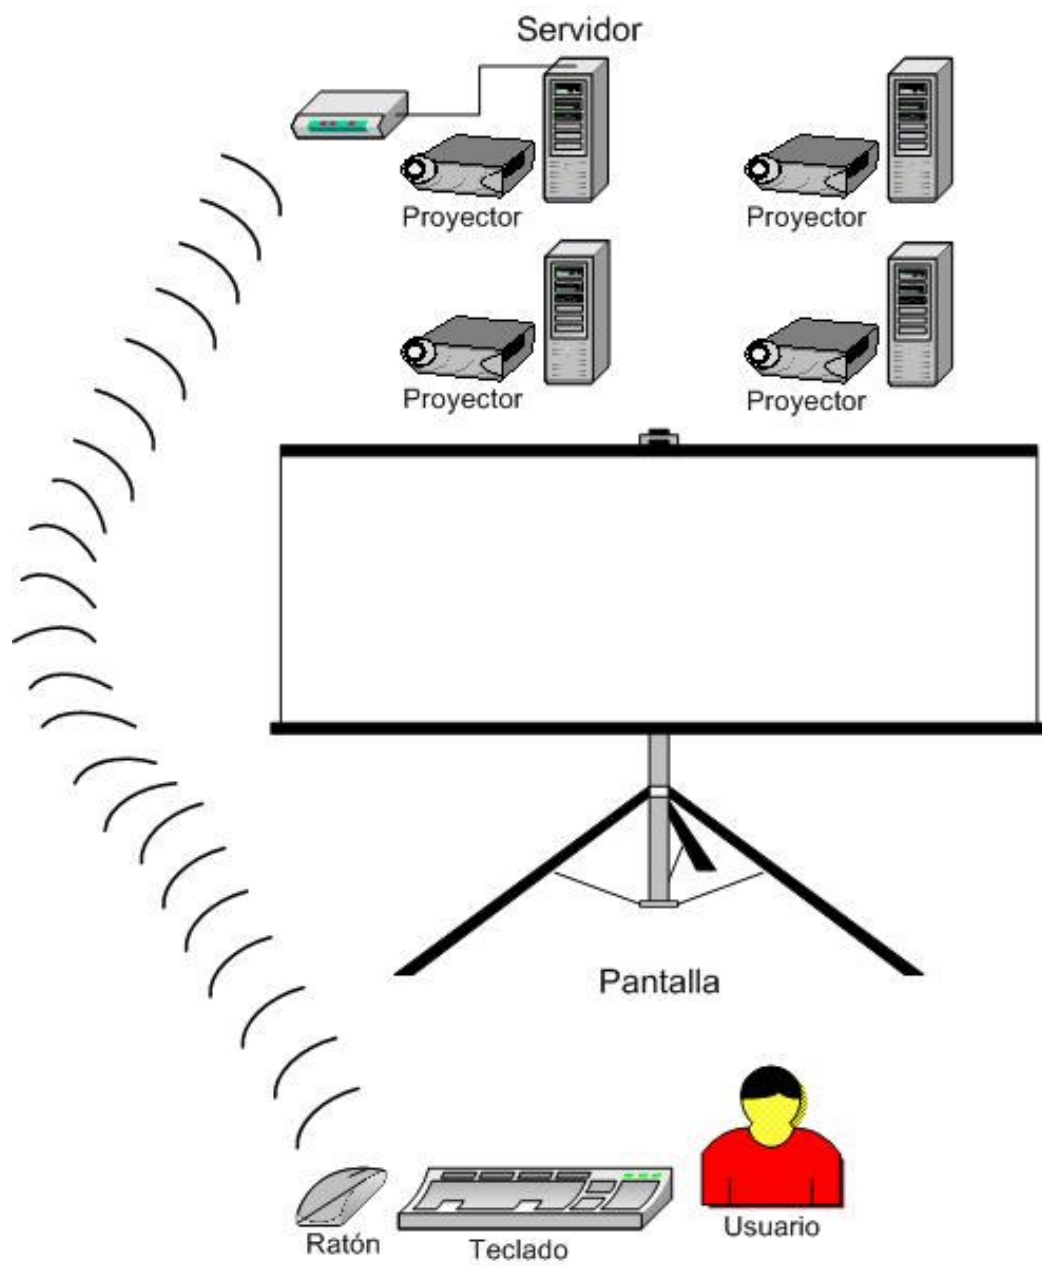 Servidor
Proyector
Proyector
Proyector
Proyector
Pantalla
Ratón
Teclado
Usuario